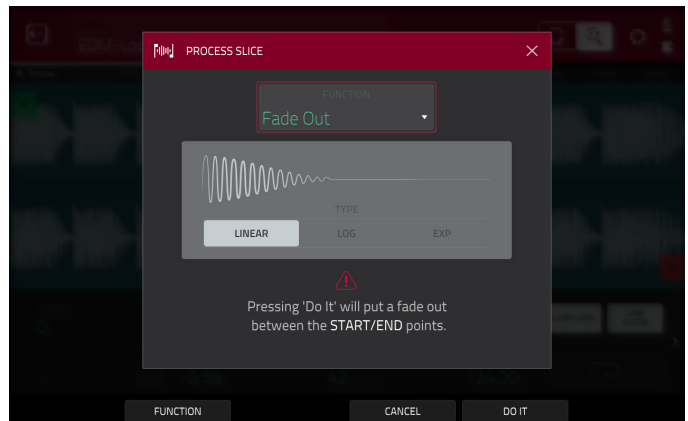 PROCESS SLICE
FUNCTION
Fade Out
TYPE
LINEAR LOG EXP
Pressing 'Do It' will put a fade out
between the START/END points.
FUNCTION CANCEL DO IT